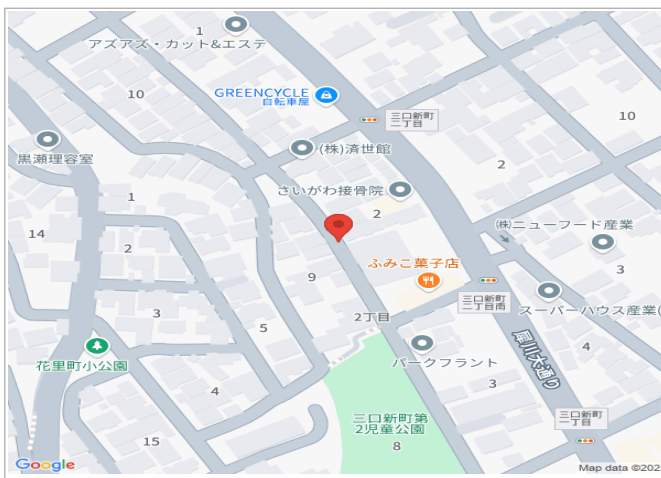 1
アズアズ・カット&エステ
10
GREENCYCLE
自転車屋
三口新町
二丁目
10
黒瀬理容室
(株)済世館
2
さいがわ接骨院
2
1
14
2
㈱ニューフード産業
3
ふみこ菓子店
9
三口新町
二丁目南
スーパーハウス産業(
3
5
2丁目
花里町小公園
パークフラント
犀川大通り
4
4
3
三口新町第
2児童公園
三口新町
一丁目
15
8
Google
Map data ©202